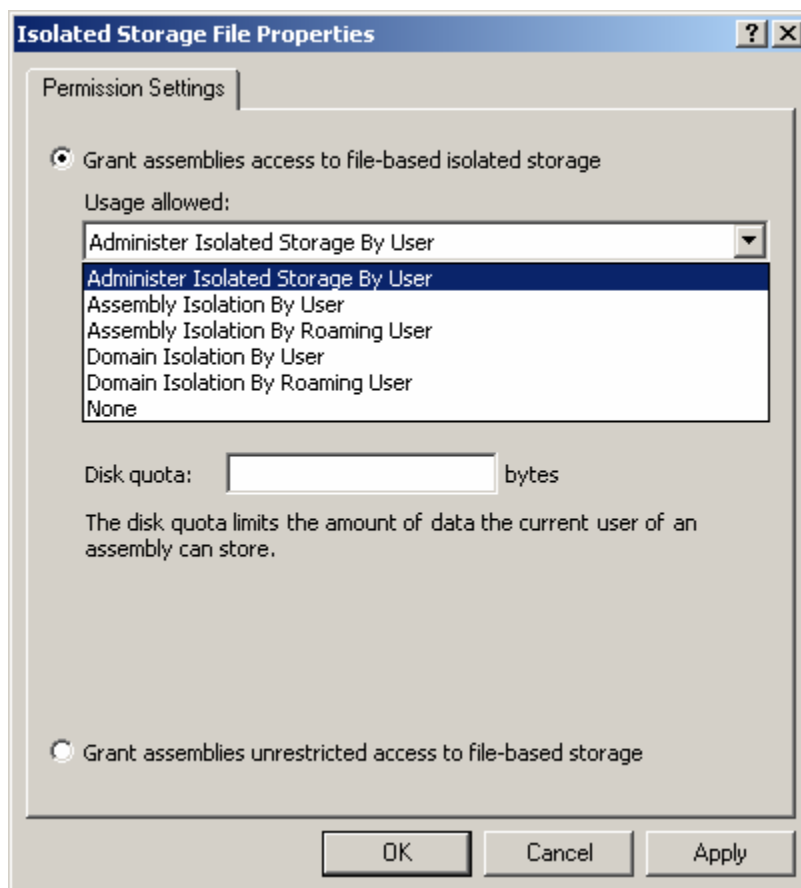 Isolated Storage File Properties
Permission Settings
Grant assemblies access to file-based isolated storage
Usage allowed:
Administer Isolated Storage By User
Administer Isolated Storage By User
Assembly Isolation By User
Assembly Isolation By Roaming User
Domain Isolation By User
Domain Isolation By Roaming User
None
Disk quota: bytes
The disk quota limits the amount of data the current user of an
assembly can store.
Grant assemblies unrestricted access to file-based storage
OK Cancel Apply